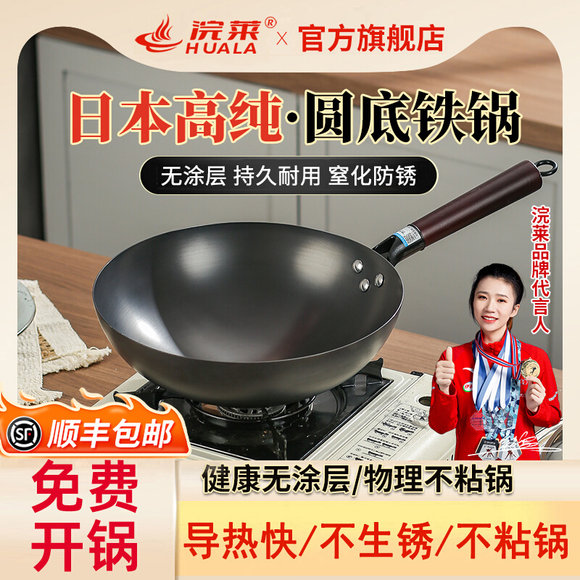 浣莱®
HUALA
× 官方旗舰店
日本高纯·圆底铁锅
无涂层 持久耐用 窒化防锈
浣莱品牌代言人
SF 顺丰包邮
免费
开锅
健康无涂层/物理不粘锅
导热快/不生锈/不粘锅